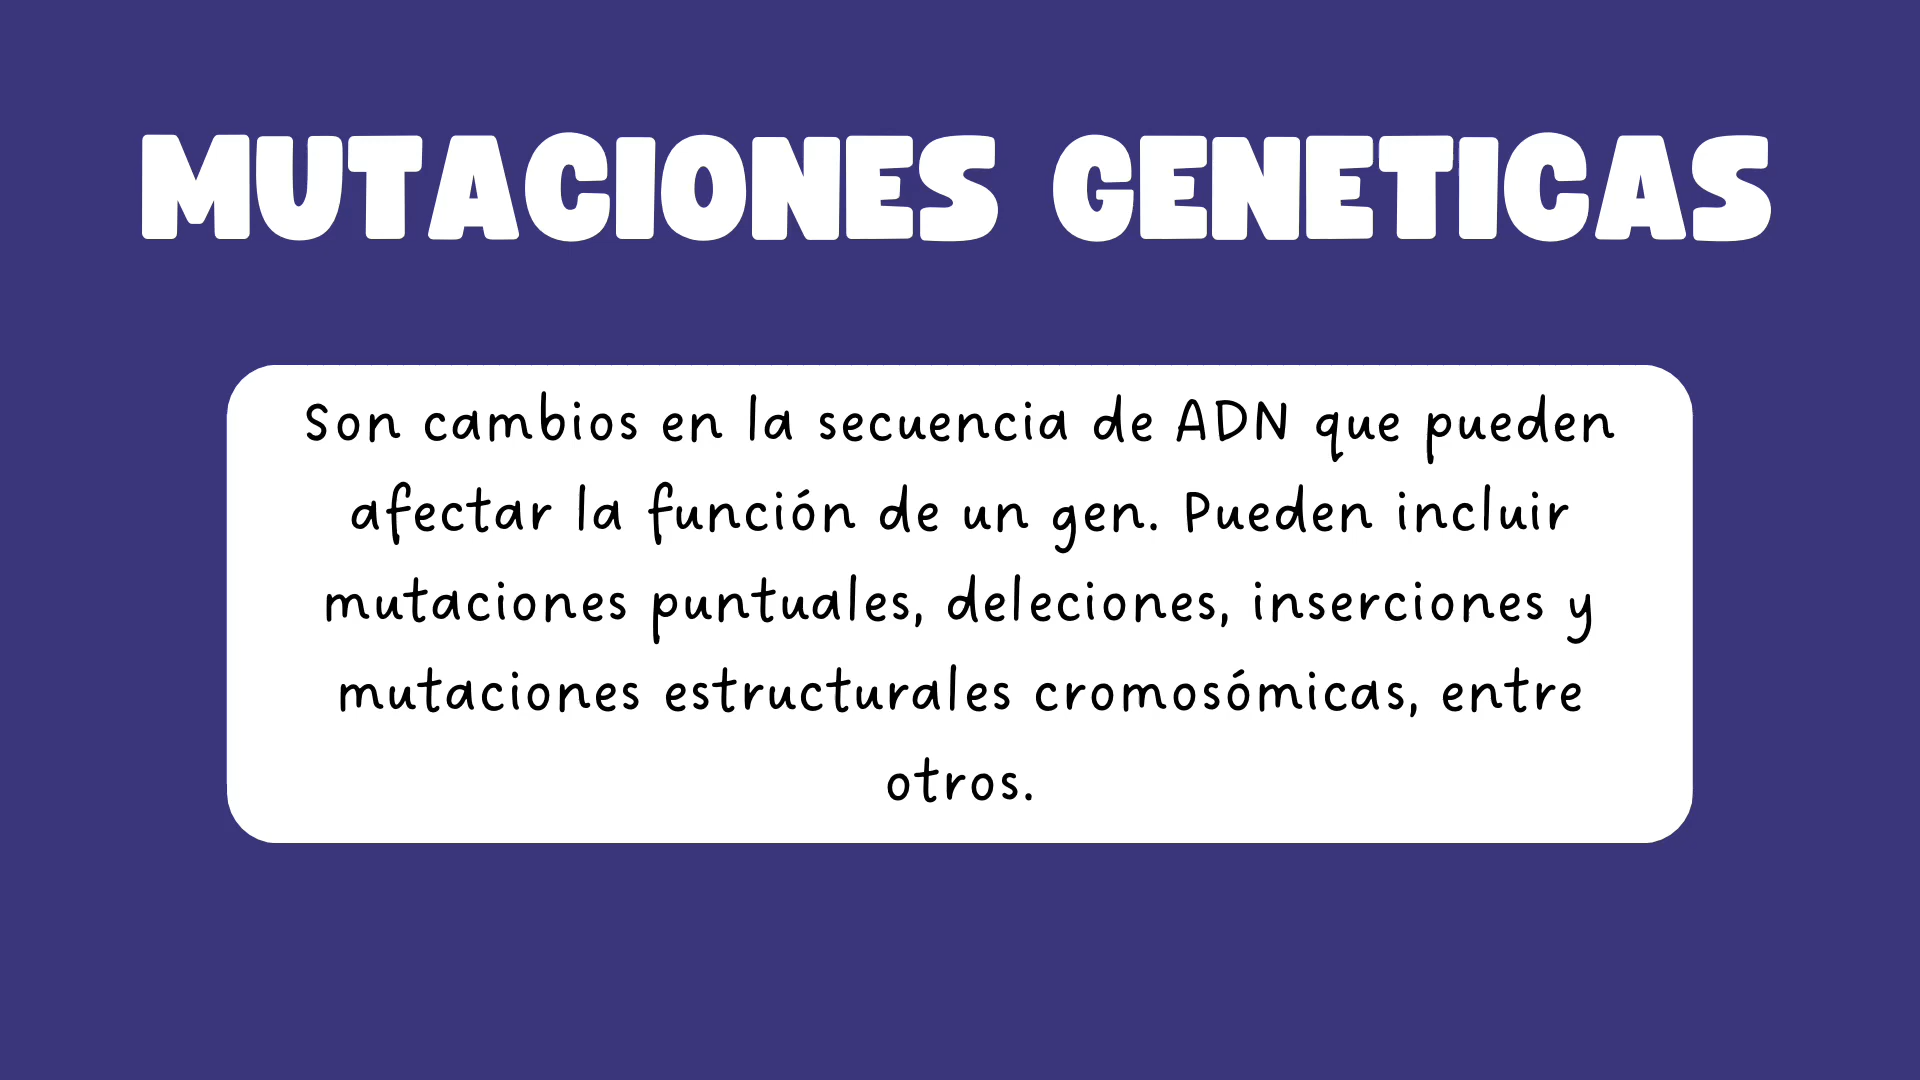 MUTACIONES GENETICAS
Son cambios en la secuencia de ADN que pueden
afectar la función de un gen. Pueden incluir
mutaciones puntuales, deleciones, inserciones y
mutaciones estructurales cromosómicas, entre
otros.